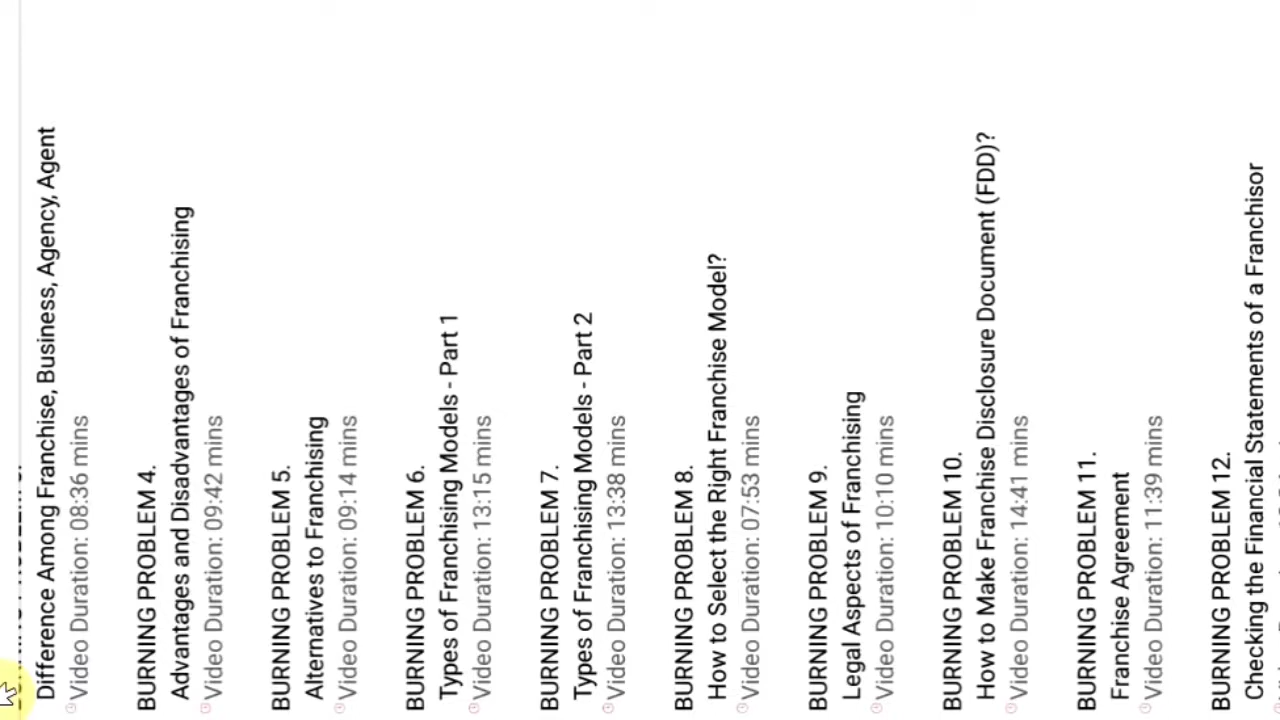 Difference Among Franchise, Business, Agency, Agent
Video Duration: 08:36 mins
BURNING PROBLEM 4.
Advantages and Disadvantages of Franchising
Video Duration: 09:42 mins
BURNING PROBLEM 5.
Alternatives to Franchising
Video Duration: 09:14 mins
BURNING PROBLEM 6.
Types of Franchising Models - Part 1
Video Duration: 13:15 mins
BURNING PROBLEM 7.
Types of Franchising Models - Part 2
Video Duration: 13:38 mins
BURNING PROBLEM 8.
How to Select the Right Franchise Model?
Video Duration: 07:53 mins
BURNING PROBLEM 9.
Legal Aspects of Franchising
Video Duration: 10:10 mins
BURNING PROBLEM 10.
How to Make Franchise Disclosure Document (FDD)?
Video Duration: 14:41 mins
BURNING PROBLEM 11.
Franchise Agreement
Video Duration: 11:39 mins
BURNING PROBLEM 12.
Checking the Financial Statements of a Franchisor